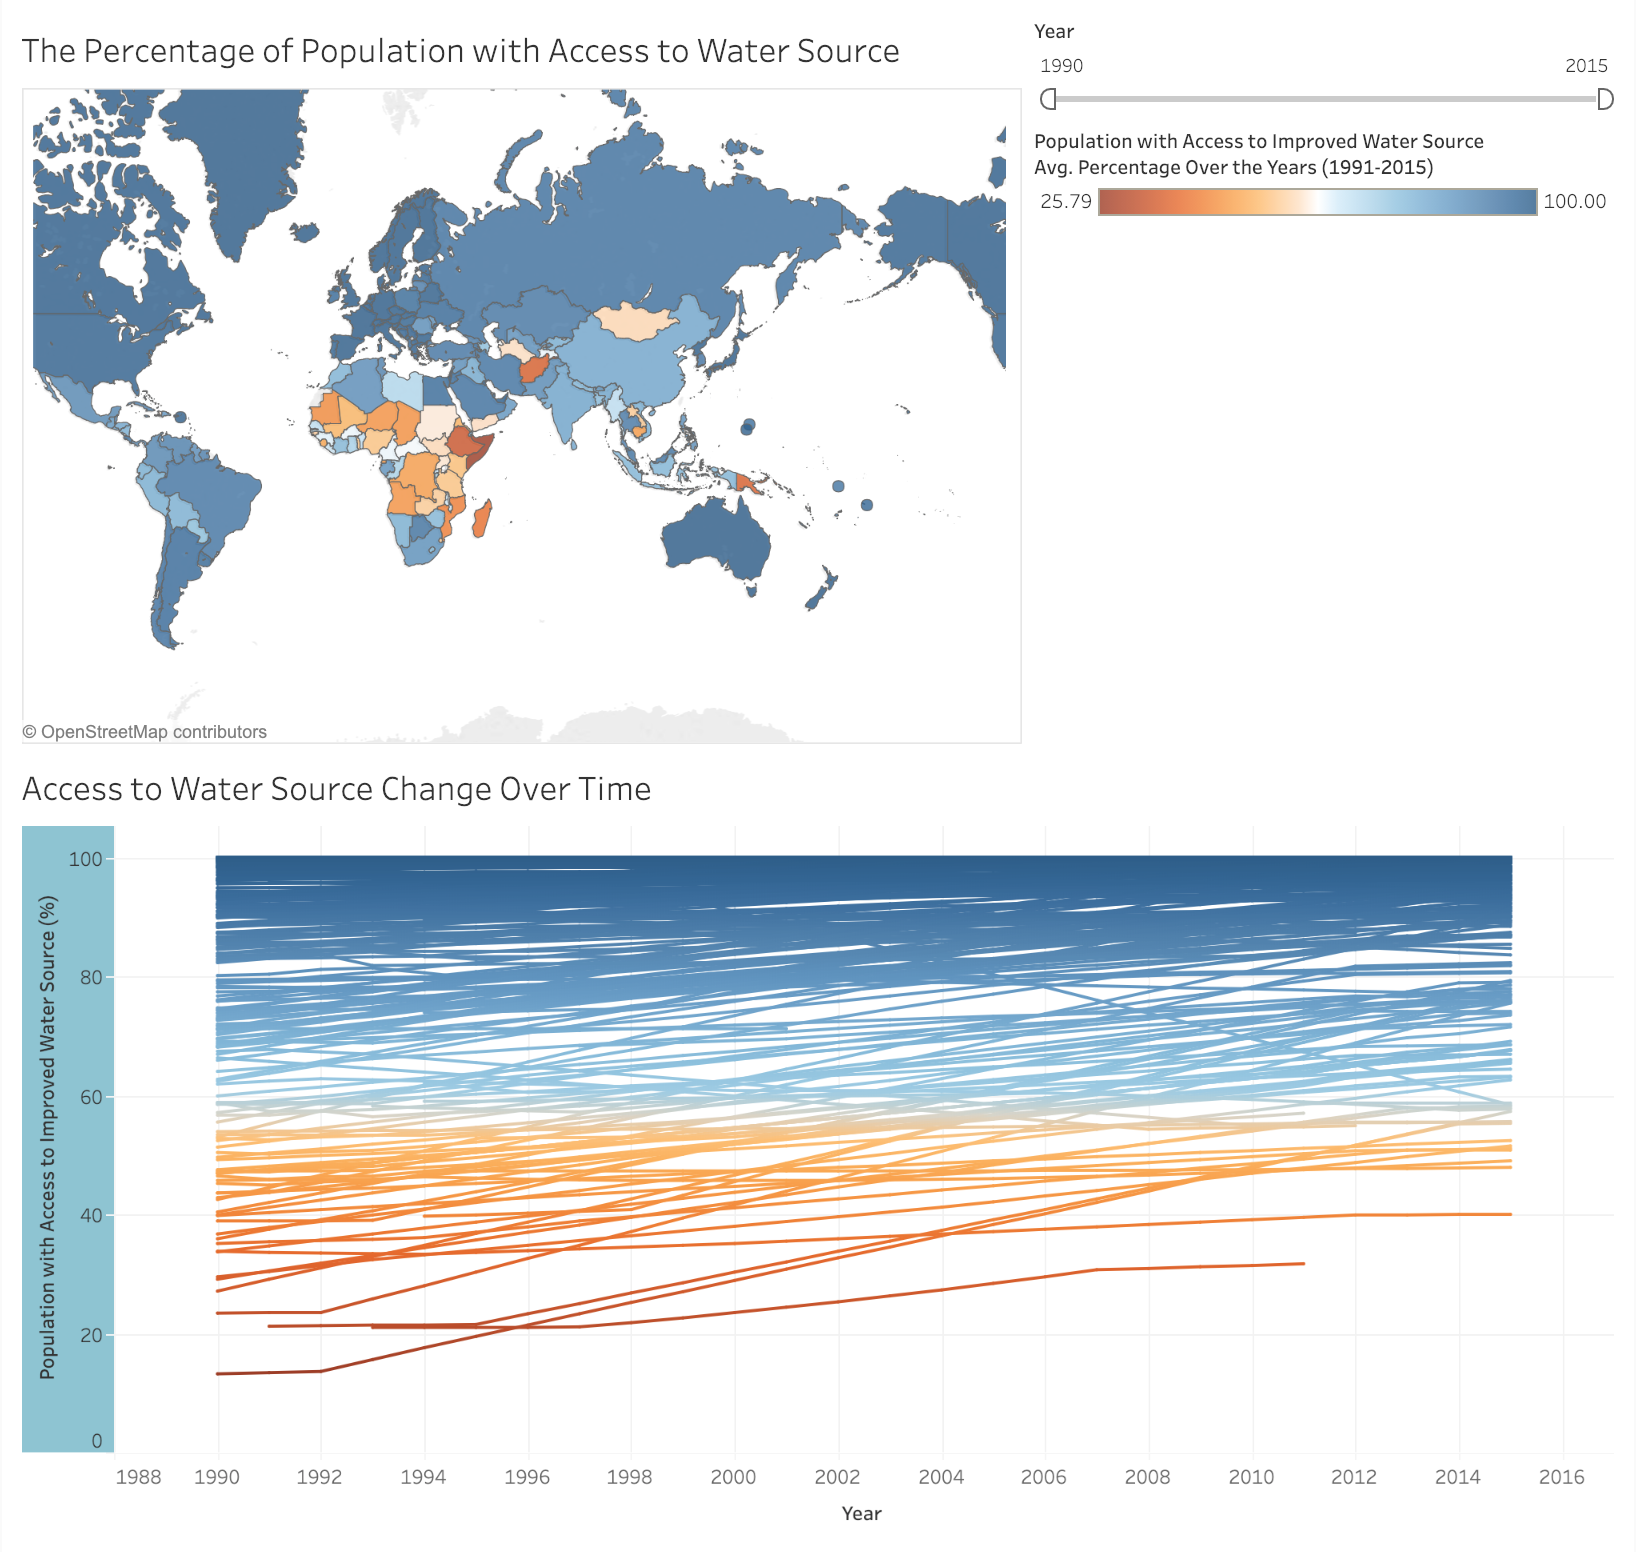 The Percentage of Population with Access to Water Source
Year
1990 2015
Population with Access to Improved Water Source
Avg. Percentage Over the Years (1991-2015)
25.79 100.00
© OpenStreetMap contributors
Access to Water Source Change Over Time
Population with Access to Improved Water Source (%)
100
80
60
40
20
0
1988 1990 1992 1994 1996 1998 2000 2002 2004 2006 2008 2010 2012 2014 2016
Year